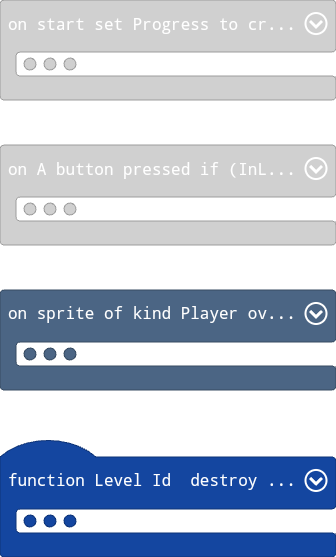 on start set Progress to cr...
on A button pressed if (InL...
on sprite of kind Player ov...
function Level Id destroy ...